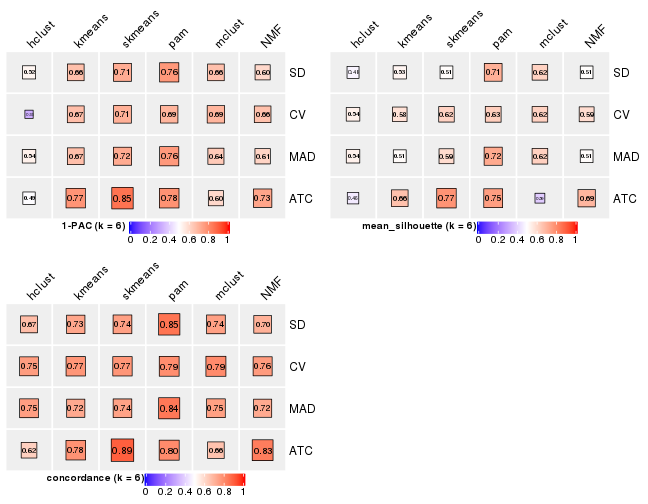 hclust kmeans skmeans pam mclust NMF
0.52 0.66 0.71 0.76 0.66 0.60 SD
0.67 0.71 0.69 0.69 0.66 CV
0.54 0.67 0.72 0.76 0.64 0.61 MAD
0.49 0.77 0.85 0.78 0.60 0.73 ATC
1-PAC (k = 6)
0 0.2 0.4 0.6 0.8 1
hclust kmeans skmeans pam mclust NMF
0.53 0.51 0.71 0.62 0.51 SD
0.54 0.58 0.62 0.63 0.62 0.59 CV
0.54 0.51 0.59 0.72 0.62 0.51 MAD
0.66 0.77 0.75 0.69 ATC
mean_silhouette (k = 6)
0 0.2 0.4 0.6 0.8 1
hclust kmeans skmeans pam mclust NMF
0.67 0.73 0.74 0.85 0.74 0.70 SD
0.75 0.77 0.77 0.79 0.79 0.76 CV
0.75 0.72 0.74 0.84 0.75 0.72 MAD
0.62 0.78 0.89 0.80 0.66 0.83 ATC
concordance (k = 6)
0 0.2 0.4 0.6 0.8 1